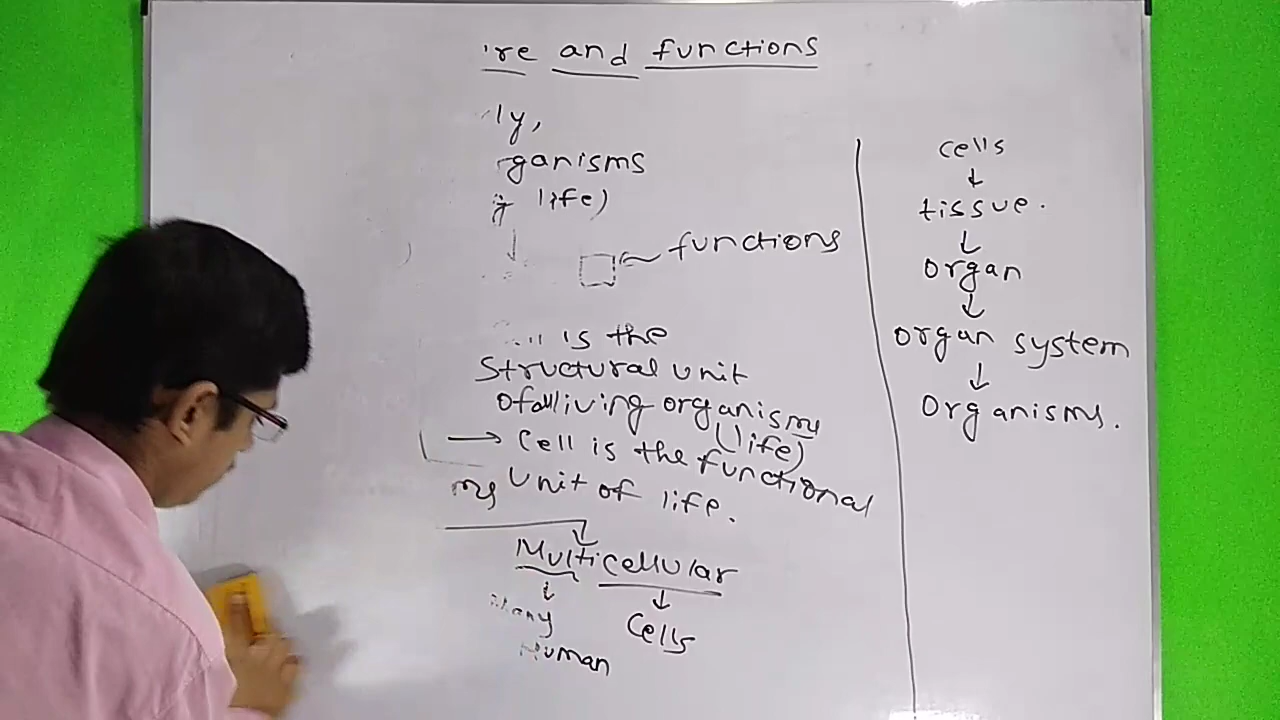 're and functions
ly,
rganisms
life)
functions
is the
structural unit
Of all living organisms
(life)
→ Cell is the functional
Unit of life.
Multicellular
many
Cells
Human
cells
↓
tissue.
↓
Organ
↓
Organ system
↓
Organisms.